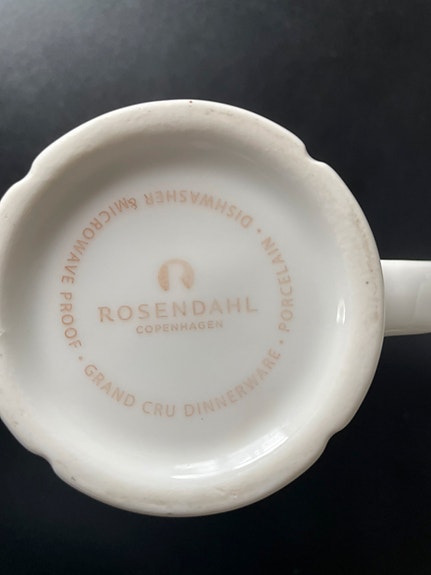 ROSENDAHL
COPENHAGEN
GRAND CRU DINNERWARE · PORCELAIN · DISHWASHER & MICROWAVE PROOF ·